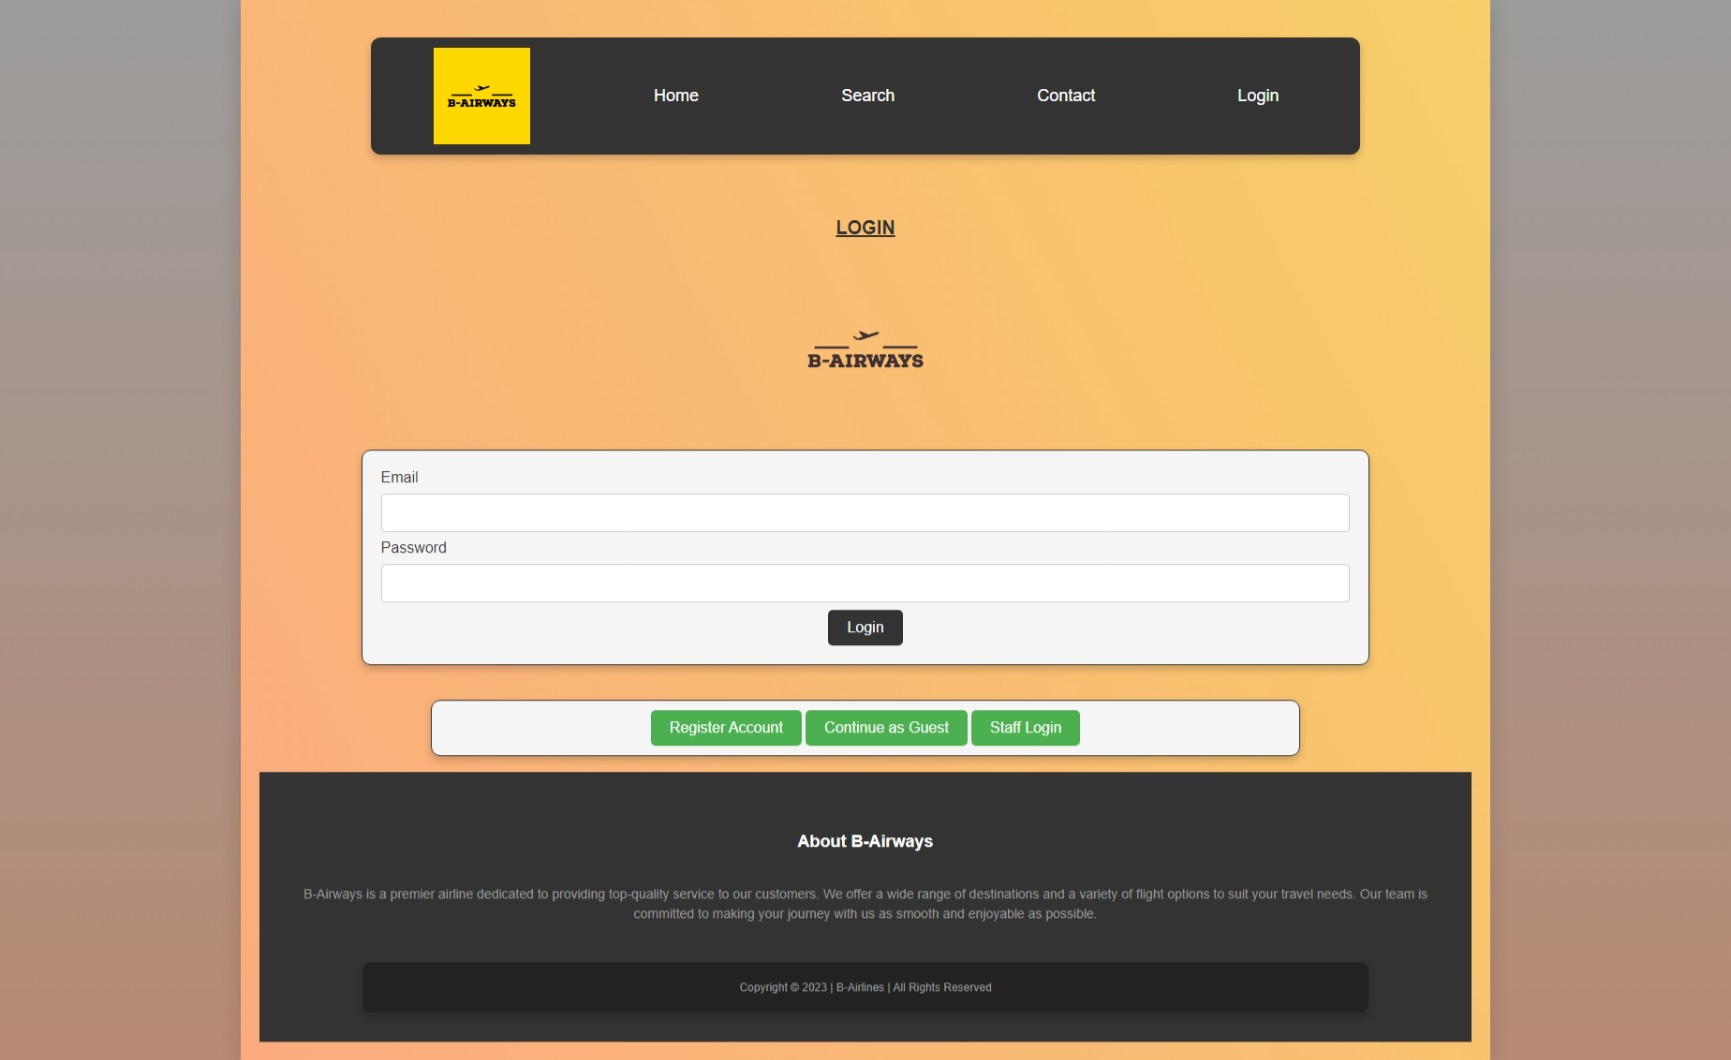 B-AIRWAYS
Home
Search
Contact
Login
LOGIN
B-AIRWAYS
Email
Password
Login
Register Account
Continue as Guest
Staff Login
About B-Airways
B-Airways is a premier airline dedicated to providing top-quality service to our customers. We offer a wide range of destinations and a variety of flight options to suit your travel needs. Our team is
committed to making your journey with us as smooth and enjoyable as possible.
Copyright © 2023 | B-Airlines | All Rights Reserved